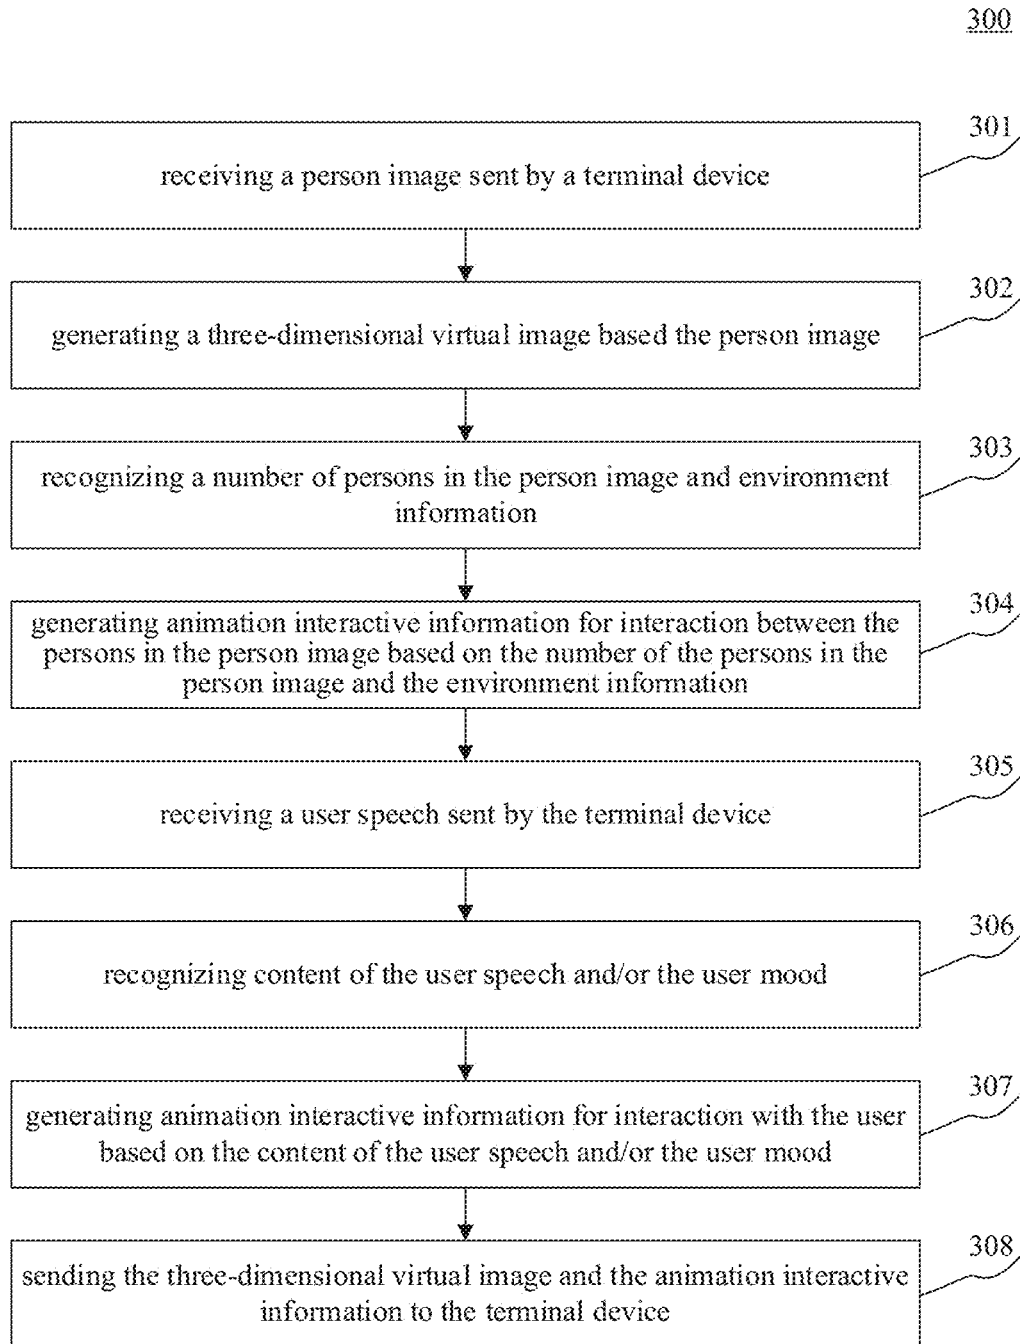 300
301
receiving a person image sent by a terminal device
302
generating a three-dimensional virtual image based the person image
303
recognizing a number of persons in the person image and environment
information
304
generating animation interactive information for interaction between the
persons in the person image based on the number of the persons in the
person image and the environment information
305
receiving a user speech sent by the terminal device
306
recognizing content of the user speech and/or the user mood
307
generating animation interactive information for interaction with the user
based on the content of the user speech and/or the user mood
308
sending the three-dimensional virtual image and the animation interactive
information to the terminal device